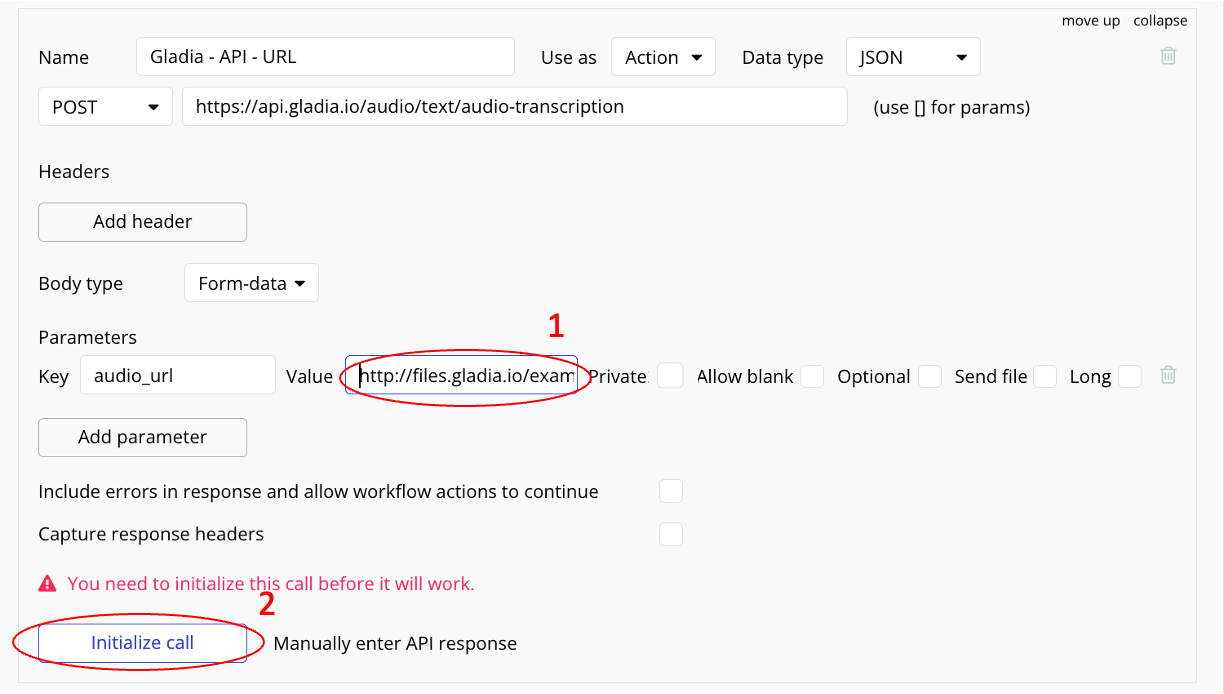 move up collapse
Name Gladia - API - URL Use as Action Data type JSON
POST https://api.gladia.io/audio/text/audio-transcription (use [] for params)
Headers
Add header
Body type Form-data
1
Parameters
Key audio_url Value http://files.gladia.io/exam Private Allow blank Optional Send file Long
Add parameter
Include errors in response and allow workflow actions to continue
Capture response headers
You need to initialize this call before it will work.
2
Initialize call Manually enter API response